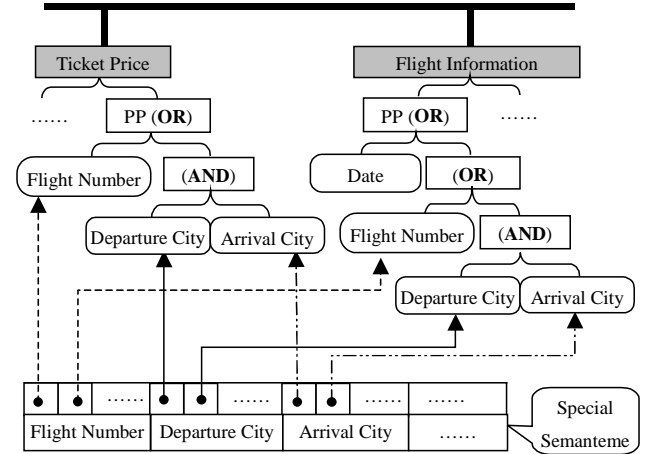 Ticket Price
Flight Information
……
PP (OR)
PP (OR)
……
Flight Number
(AND)
Date
(OR)
Departure City
Arrival City
Flight Number
(AND)
Departure City
Arrival City
……
……
……
……
Flight Number
Departure City
Arrival City
……
Special
Semanteme